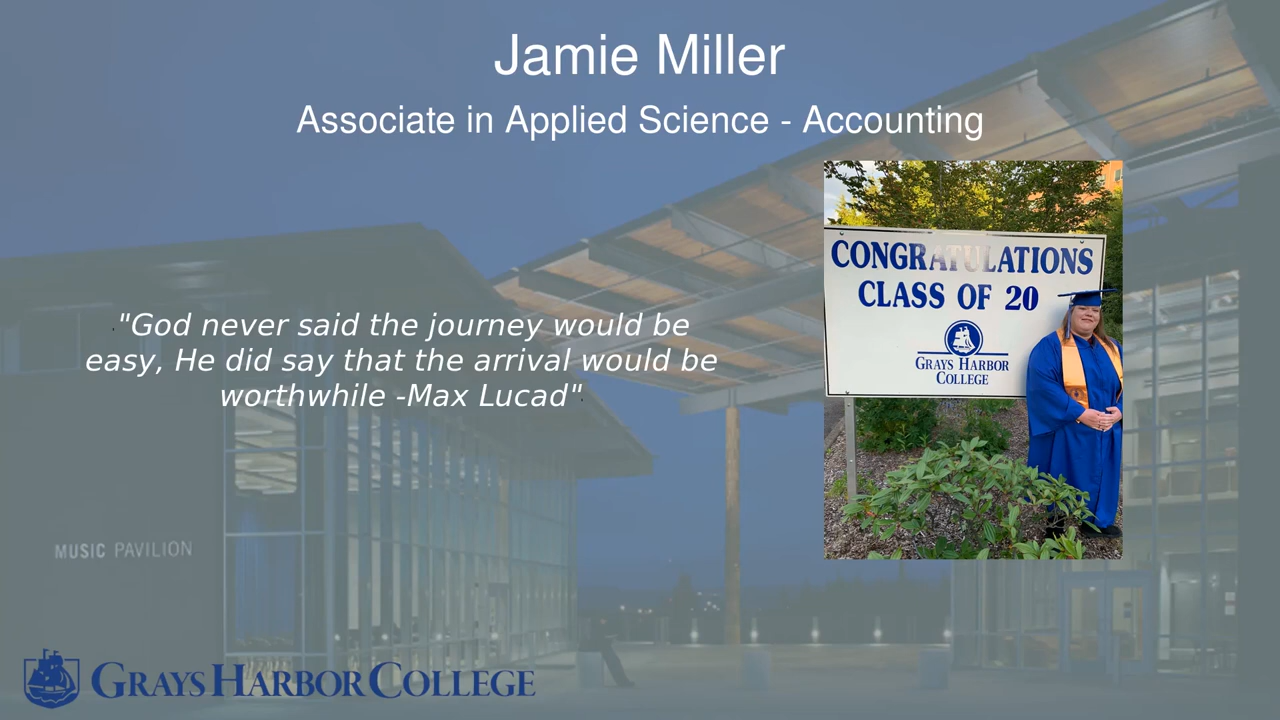 Jamie Miller
Associate in Applied Science - Accounting
CONGRATULATIONS
CLASS OF 20
GRAYS HARBOR
COLLEGE
"God never said the journey would be
easy, He did say that the arrival would be
worthwhile -Max Lucad"
MUSIC PAVILION
GRAYS HARBOR COLLEGE